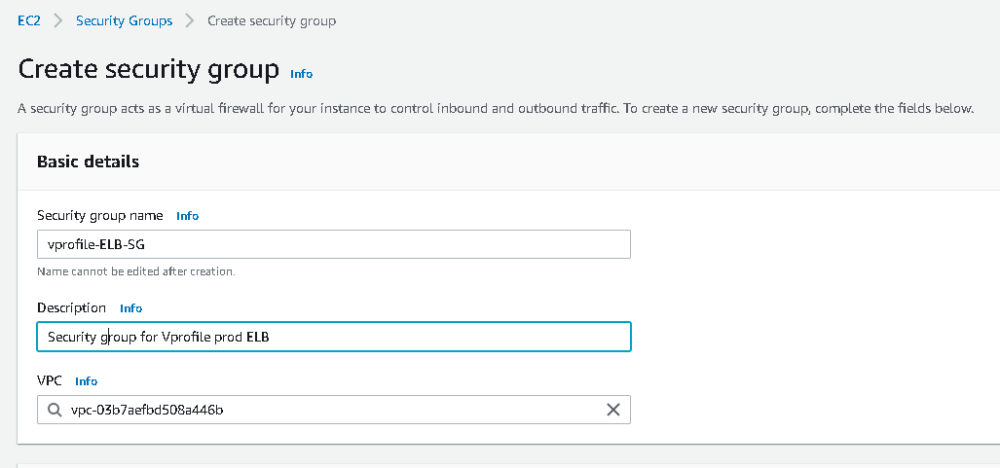 EC2 > Security Groups > Create security group
Create security group Info
A security group acts as a virtual firewall for your instance to control inbound and outbound traffic. To create a new security group, complete the fields below.
Basic details
Security group name Info
vprofile-ELB-SG
Name cannot be edited after creation.
Description Info
Security group for Vprofile prod ELB
VPC Info
vpc-03b7aefbd508a446b